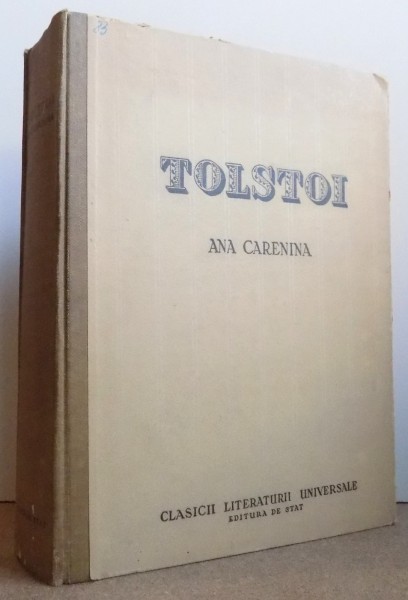 TOLSTOI
ANA CARENINA
CLASICII LITERATURII UNIVERSALE
EDITURA DE STAT